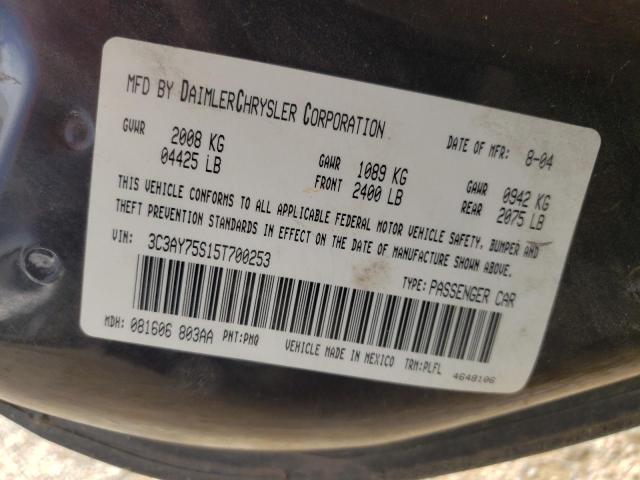 MFD BY DAIMLERCHRYSLER CORPORATION
DATE OF MFR: 8-04
GVWR 2008 KG 04425 LB
GAWR FRONT 1089 KG 2400 LB
GAWR REAR 0942 KG 2075 LB
THIS VEHICLE CONFORMS TO ALL APPLICABLE FEDERAL MOTOR VEHICLE SAFETY, BUMPER AND
THEFT PREVENTION STANDARDS IN EFFECT ON THE DATE OF MANUFACTURE SHOWN ABOVE.
VIN: 3C3AY75S15T700253
TYPE: PASSENGER CAR
MDH: 081606 803AA PNT:PMQ VEHICLE MADE IN MEXICO TRM:PLFL
4648106